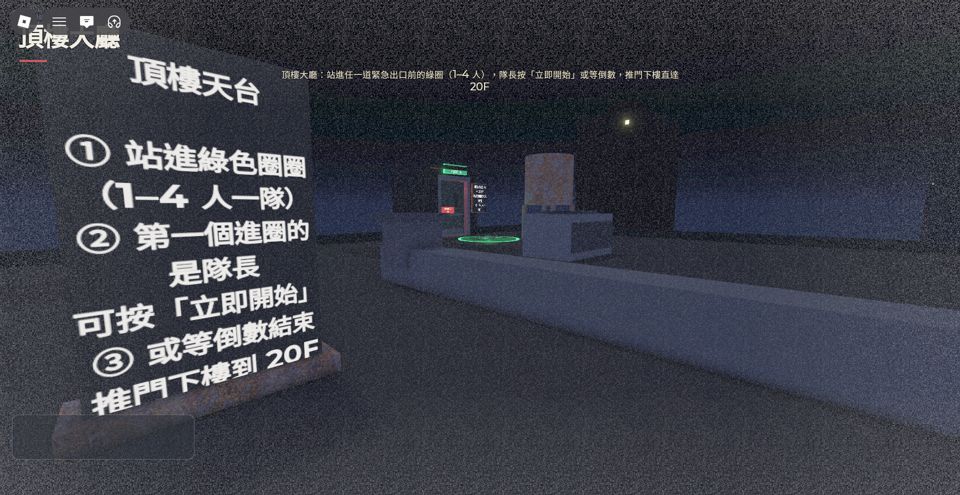 頂樓大廳
頂樓大廳：站進任一道緊急出口前的綠圈（1–4 人），隊長按「立即開始」或等倒數，推門下樓直達
20F
頂樓天台
① 站進綠色圈圈
（1–4 人一隊）
② 第一個進圈的
是隊長
可按「立即開始」
③ 或等倒數結束
推門下樓到 20F